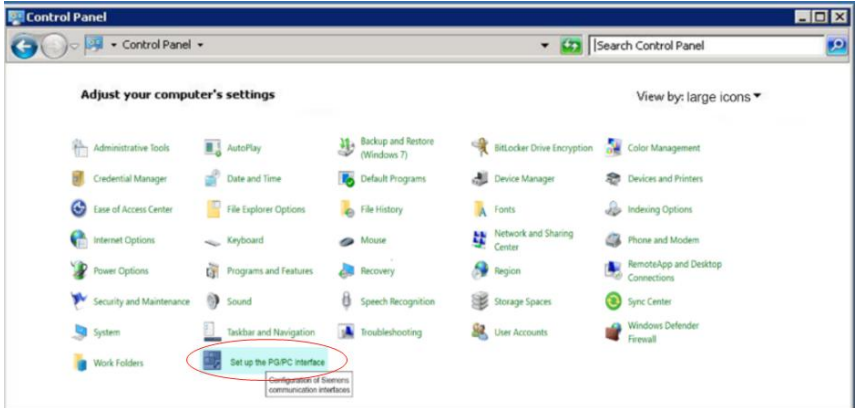 Control Panel
Control Panel
Search Control Panel
Adjust your computer's settings
View by: large icons
Administrative Tools
AutoPlay
Backup and Restore
(Windows 7)
BitLocker Drive Encryption
Color Management
Credential Manager
Date and Time
Default Programs
Device Manager
Devices and Printers
Ease of Access Center
File Explorer Options
File History
Fonts
Indexing Options
Internet Options
Keyboard
Mouse
Network and Sharing
Center
Phone and Modem
Power Options
Programs and Features
Recovery
Region
RemoteApp and Desktop
Connections
Security and Maintenance
Sound
Speech Recognition
Storage Spaces
Sync Center
System
Taskbar and Navigation
Troubleshooting
User Accounts
Windows Defender
Firewall
Work Folders
Set up the PG/PC interface
Configuration of Siemens
communication interfaces